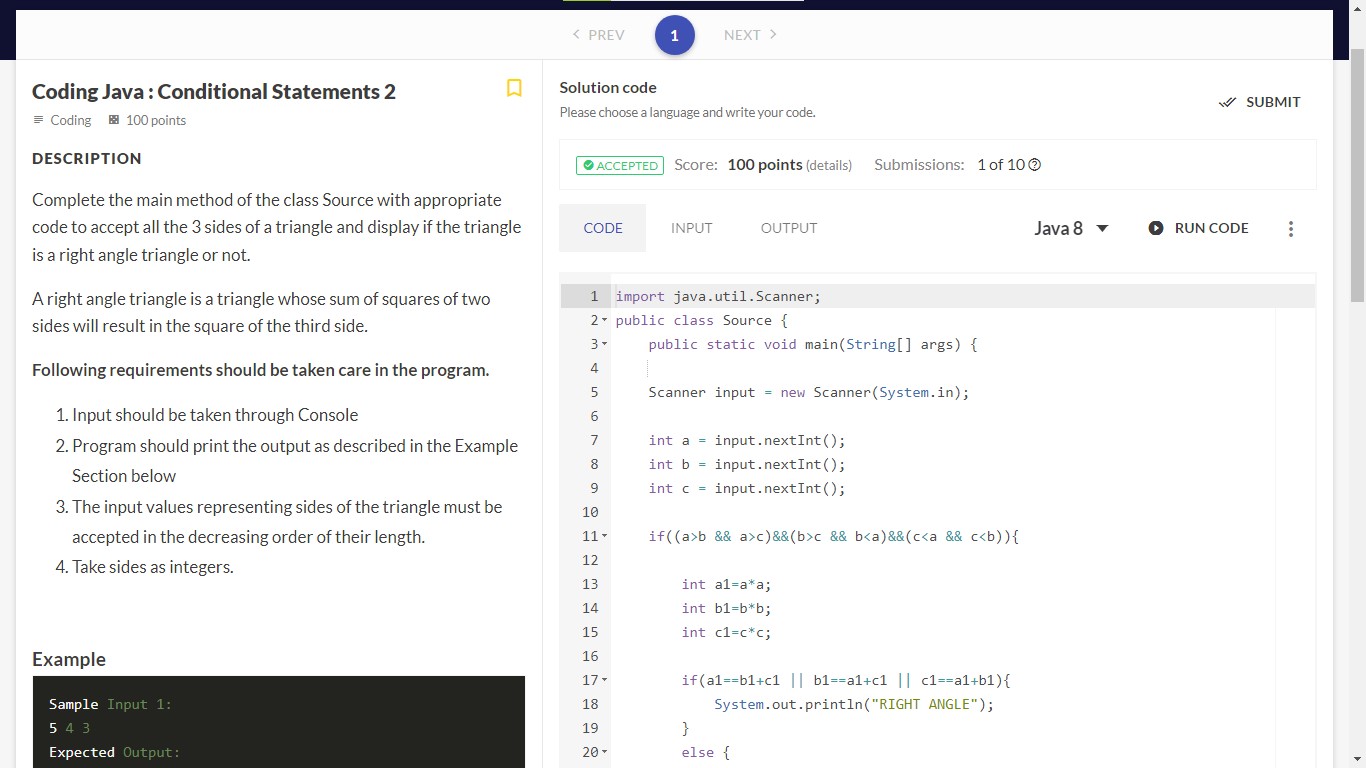 PREV 1 NEXT
Coding Java : Conditional Statements 2
Coding 100 points
DESCRIPTION
Complete the main method of the class Source with appropriate
code to accept all the 3 sides of a triangle and display if the triangle
is a right angle triangle or not.
A right angle triangle is a triangle whose sum of squares of two
sides will result in the square of the third side.
Following requirements should be taken care in the program.
1. Input should be taken through Console
2. Program should print the output as described in the Example
Section below
3. The input values representing sides of the triangle must be
accepted in the decreasing order of their length.
4. Take sides as integers.
Example
Sample Input 1:
5 4 3
Expected Output:
Solution code
Please choose a language and write your code.
SUBMIT
ACCEPTED Score: 100 points (details) Submissions: 1 of 10
CODE INPUT OUTPUT Java 8 RUN CODE
1 import java.util.Scanner;
2 public class Source {
3 public static void main(String[] args) {
4
5 Scanner input = new Scanner(System.in);
6
7 int a = input.nextInt();
8 int b = input.nextInt();
9 int c = input.nextInt();
10
11 if((a>b && a>c)&&(b>c && b<a)&&(c<a && c<b)){
12
13 int a1=a*a;
14 int b1=b*b;
15 int c1=c*c;
16
17 if(a1==b1+c1 || b1==a1+c1 || c1==a1+b1){
18 System.out.println("RIGHT ANGLE");
19 }
20 else {